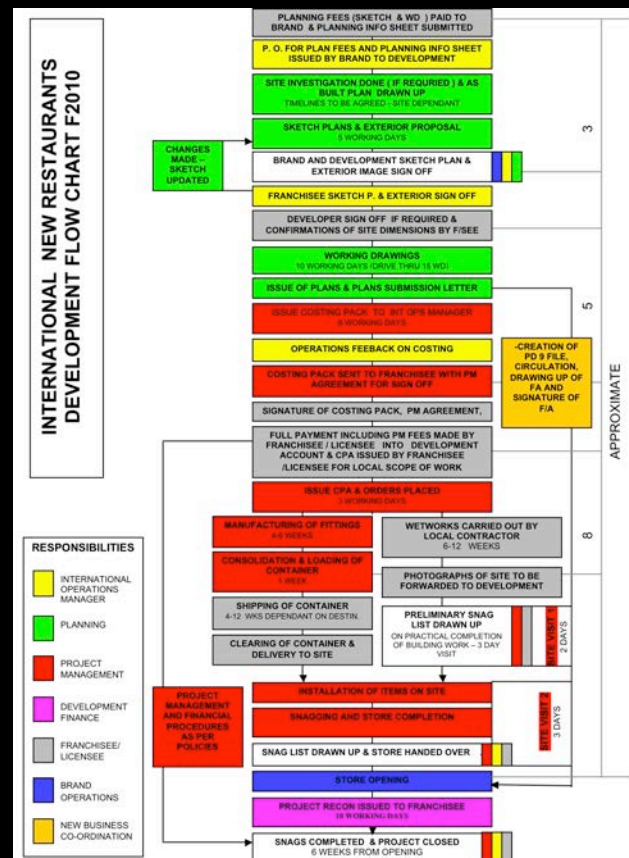 INTERNATIONAL NEW RESTAURANTS
DEVELOPMENT FLOW CHART F2010
PLANNING FEES (SKETCH & WD ) PAID TO
BRAND & PLANNING INFO SHEET SUBMITTED
P. O. FOR PLAN FEES AND PLANNING INFO SHEET
ISSUED BY BRAND TO DEVELOPMENT
SITE INVESTIGATION DONE ( IF REQURIED ) & AS
BUILT PLAN DRAWN UP
TIMELINES TO BE AGREED - SITE DEPENDANT
SKETCH PLANS & EXTERIOR PROPOSAL
5 WORKING DAYS
CHANGES
MADE –
SKETCH
UPDATED
BRAND AND DEVELOPMENT SKETCH PLAN &
EXTERIOR IMAGE SIGN OFF
FRANCHISEE SKETCH P. & EXTERIOR SIGN OFF
DEVELOPER SIGN OFF IF REQUIRED &
CONFIRMATIONS OF SITE DIMENSIONS BY F/SEE
WORKING DRAWINGS
10 WORKING DAYS (DRIVE THRU 15 WD)
ISSUE OF PLANS & PLANS SUBMISSION LETTER
ISSUE COSTING PACK TO INT OPS MANAGER
WORKING DAYS
OPERATIONS FEEBACK ON COSTING
COSTING PACK SENT TO FRANCHISEE WITH PM
AGREEMENT FOR SIGN OFF
SIGNATURE OF COSTING PACK, PM AGREEMENT,
FULL PAYMENT INCLUDING PM FEES MADE BY
FRANCHISEE / LICENSEE INTO DEVELOPMENT
ACCOUNT & CPA ISSUED BY FRANCHISEE
/LICENSEE FOR LOCAL SCOPE OF WORK
ISSUE CPA & ORDERS PLACED
WORKING DAYS
MANUFACTURING OF FITTINGS
WEEKS
CONSOLIDATION & LOADING OF
CONTAINER
1 WEEK
SHIPPING OF CONTAINER
4-12 WKS DEPENDANT ON DESTIN.
CLEARING OF CONTAINER &
DELIVERY TO SITE
WETWORKS CARRIED OUT BY
LOCAL CONTRACTOR
6-12 WEEKS
PHOTOGRAPHS OF SITE TO BE
FORWARDED TO DEVELOPMENT
PRELIMINARY SNAG
LIST DRAWN UP
ON PRACTICAL COMPLETION
OF BUILDING WORK – 3 DAY
VISIT
SITE VISIT 1
2 DAYS
INSTALLATION OF ITEMS ON SITE
SNAGGING AND STORE COMPLETION
SNAG LIST DRAWN UP & STORE HANDED OVER
SITE VISIT 2
3 DAYS
STORE OPENING
PROJECT RECON ISSUED TO FRANCHISEE
10 WORKING DAYS
SNAGS COMPLETED & PROJECT CLOSED
6 WEEKS FROM OPENING
PROJECT
MANAGEMENT
AND FINANCIAL
PROCEDURES
AS PER
POLICIES
-CREATION OF
PD 9 FILE,
CIRCULATION,
DRAWING UP OF
FA AND
SIGNATURE OF
F/A
3
5
8
APPROXIMATE
RESPONSIBILITIES
INTERNATIONAL
OPERATIONS
MANAGER
PLANNING
PROJECT
MANAGEMENT
DEVELOPMENT
FINANCE
FRANCHISEE/
LICENSEE
BRAND
OPERATIONS
NEW BUSINESS
CO-ORDINATION